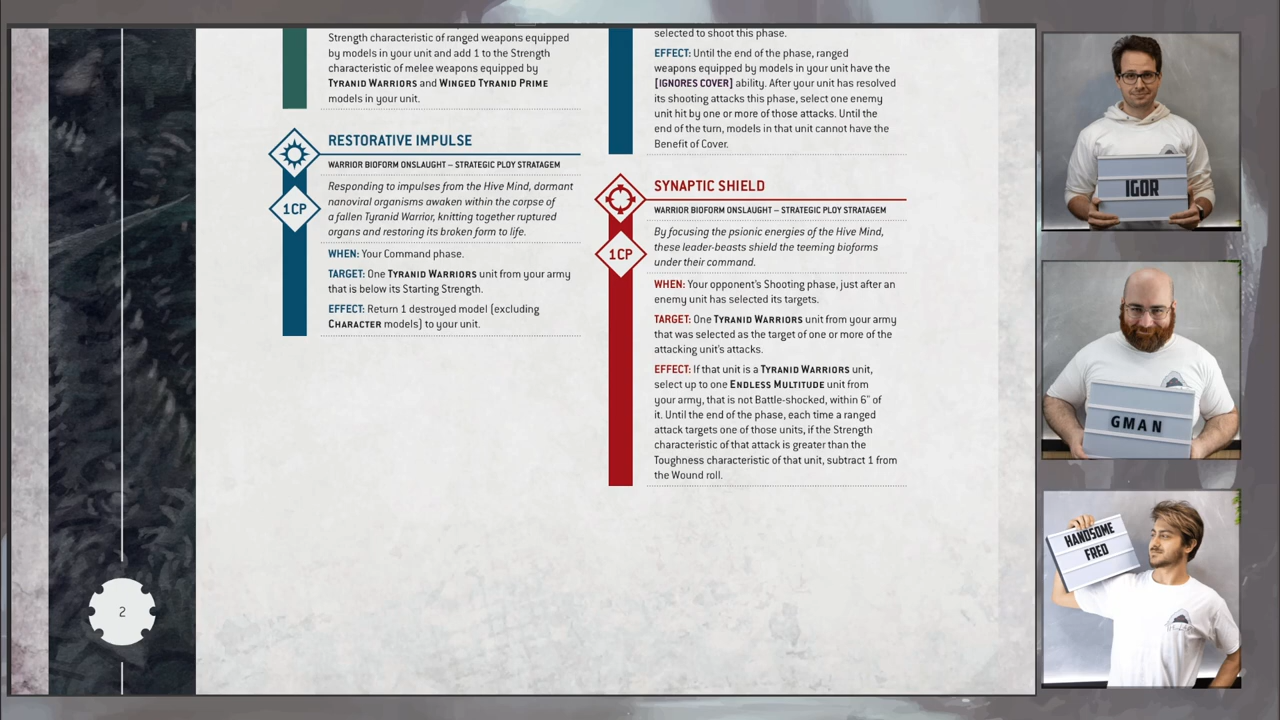 Strength characteristic of ranged weapons equipped
by models in your unit and add 1 to the Strength
characteristic of melee weapons equipped by
TYRANID WARRIORS and WINGED TYRANID PRIME
models in your unit.
RESTORATIVE IMPULSE
WARRIOR BIOFORM ONSLAUGHT – STRATEGIC PLOY STRATAGEM
1CP
Responding to impulses from the Hive Mind, dormant
nanoviral organisms awaken within the corpse of
a fallen Tyranid Warrior, knitting together ruptured
organs and restoring its broken form to life.
WHEN: Your Command phase.
TARGET: One TYRANID WARRIORS unit from your army
that is below its Starting Strength.
EFFECT: Return 1 destroyed model (excluding
CHARACTER models) to your unit.
selected to shoot this phase.
EFFECT: Until the end of the phase, ranged
weapons equipped by models in your unit have the
[IGNORES COVER] ability. After your unit has resolved
its shooting attacks this phase, select one enemy
unit hit by one or more of those attacks. Until the
end of the turn, models in that unit cannot have the
Benefit of Cover.
SYNAPTIC SHIELD
WARRIOR BIOFORM ONSLAUGHT – STRATEGIC PLOY STRATAGEM
1CP
By focusing the psionic energies of the Hive Mind,
these leader-beasts shield the teeming bioforms
under their command.
WHEN: Your opponent's Shooting phase, just after an
enemy unit has selected its targets.
TARGET: One TYRANID WARRIORS unit from your army
that was selected as the target of one or more of the
attacking unit's attacks.
EFFECT: If that unit is a TYRANID WARRIORS unit,
select up to one ENDLESS MULTITUDE unit from
your army, that is not Battle-shocked, within 6" of
it. Until the end of the phase, each time a ranged
attack targets one of those units, if the Strength
characteristic of that attack is greater than the
Toughness characteristic of that unit, subtract 1 from
the Wound roll.
2
IGOR
GMAN
HANDSOME
FRED